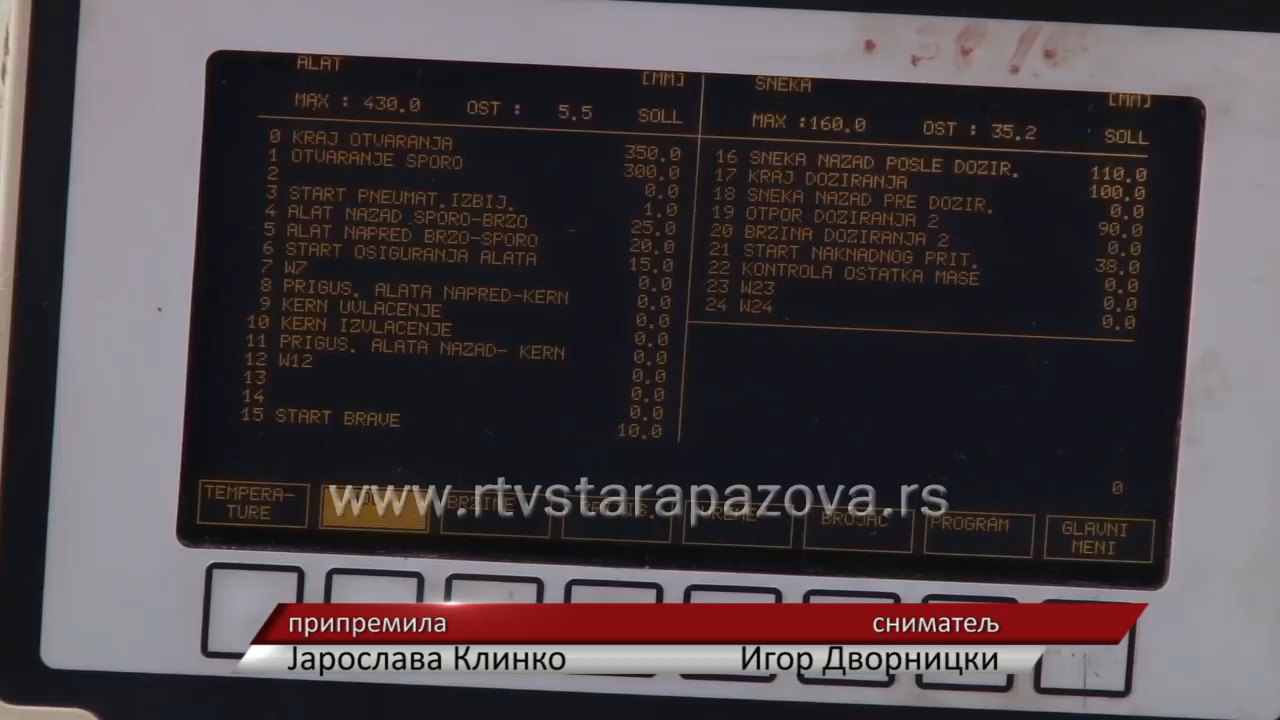 ALAT [MM]
MAX : 430.0 OST : 5.5 SOLL
0 KRAJ OTVARANJA 350.0
1 OTVARANJE SPORO 300.0
2 0.0
3 START PNEUMAT.IZBIJ. 1.0
4 ALAT NAZAD SPORO-BRZO 25.0
5 ALAT NAPRED BRZO-SPORO 20.0
6 START OSIGURANJA ALATA 15.0
7 W7 0.0
8 PRIGUS. ALATA NAPRED-KERN 0.0
9 KERN UVLACENJE 0.0
10 KERN IZVLACENJE 0.0
11 PRIGUS. ALATA NAZAD- KERN 0.0
12 W12 0.0
13 0.0
14 0.0
15 START BRAVE 10.0
SNEKA [MM]
MAX :160.0 OST : 35.2 SOLL
16 SNEKA NAZAD POSLE DOZIR. 110.0
17 KRAJ DOZIRANJA 100.0
18 SNEKA NAZAD PRE DOZIR. 0.0
19 OTPOR DOZIRANJA 2 90.0
20 BRZINA DOZIRANJA 2 0.0
21 START NAKNADNOG PRIT. 38.0
22 KONTROLA OSTATKA MASE 0.0
23 W23 0.0
24 W24 0.0
0
www.rtvstarapazova.rs
TEMPERA-
TURE
BRZINE
VREME
BROJAC
PROGRAM
GLAVNI
MENI
припремила сниматељ
Јарослава Клинко Игор Дворницки